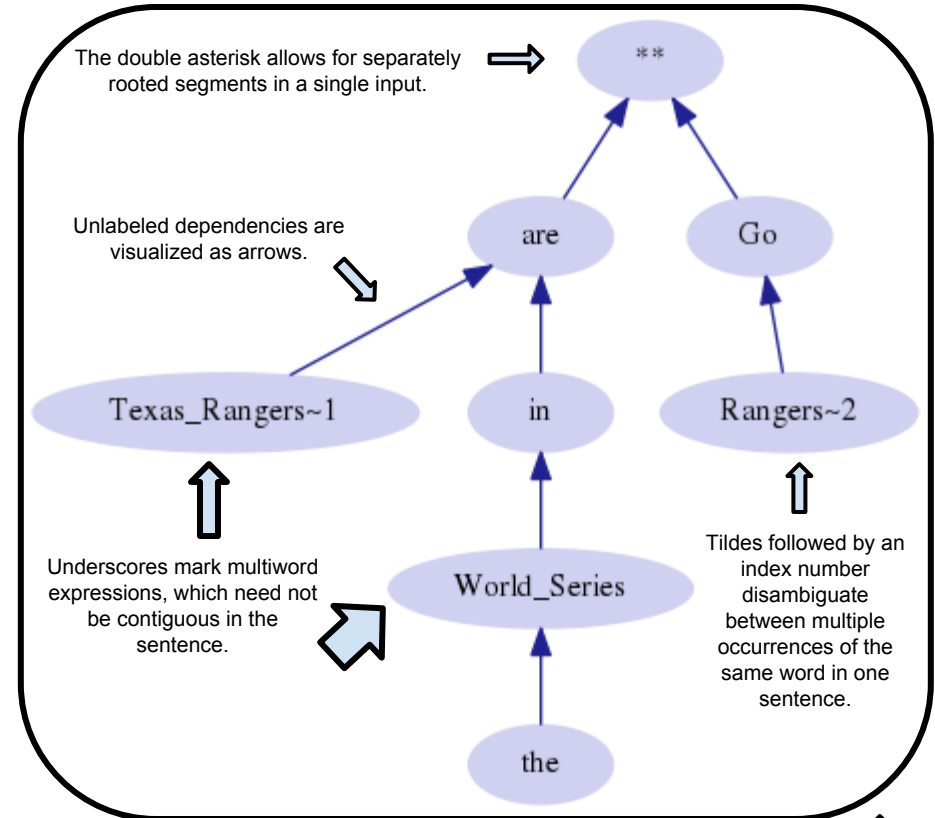 The double asterisk allows for separately
rooted segments in a single input.
**
Unlabeled dependencies are
visualized as arrows.
are
Go
Texas_Rangers~1
in
Rangers~2
Underscores mark multiword
expressions, which need not
be contiguous in the
sentence.
World_Series
Tildes followed by an
index number
disambiguate
between multiple
occurrences of the
same word in one
sentence.
the